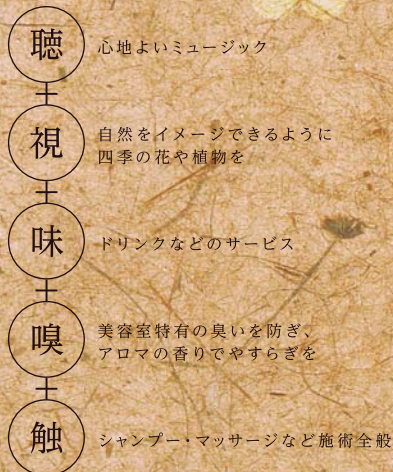 聴
心地よいミュージック
視
自然をイメージできるように
四季の花や植物を
味
ドリンクなどのサービス
嗅
美容室特有の臭いを防ぎ、
アロマの香りでやすらぎを
触
シャンプー・マッサージなど施術全般